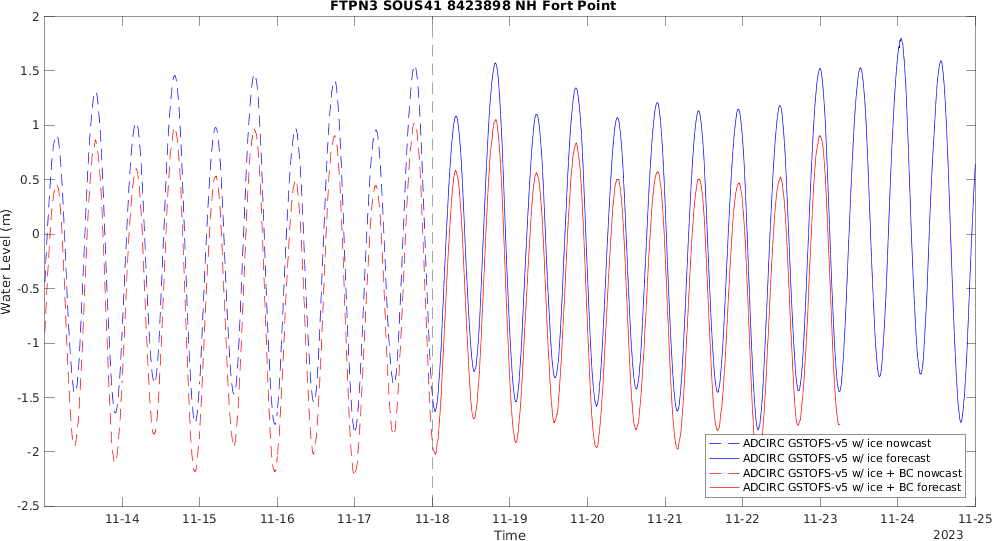 FTPN3 SOUS41 8423898 NH Fort Point
2
1.5
1
0.5
0
-0.5
-1
-1.5
-2
-2.5
Water Level (m)
ADCIRC GSTOFS-v5 w/ ice nowcast
ADCIRC GSTOFS-v5 w/ ice forecast
ADCIRC GSTOFS-v5 w/ ice + BC nowcast
ADCIRC GSTOFS-v5 w/ ice + BC forecast
11-14 11-15 11-16 11-17 11-18 11-19 11-20 11-21 11-22 11-23 11-24 11-25
Time
2023